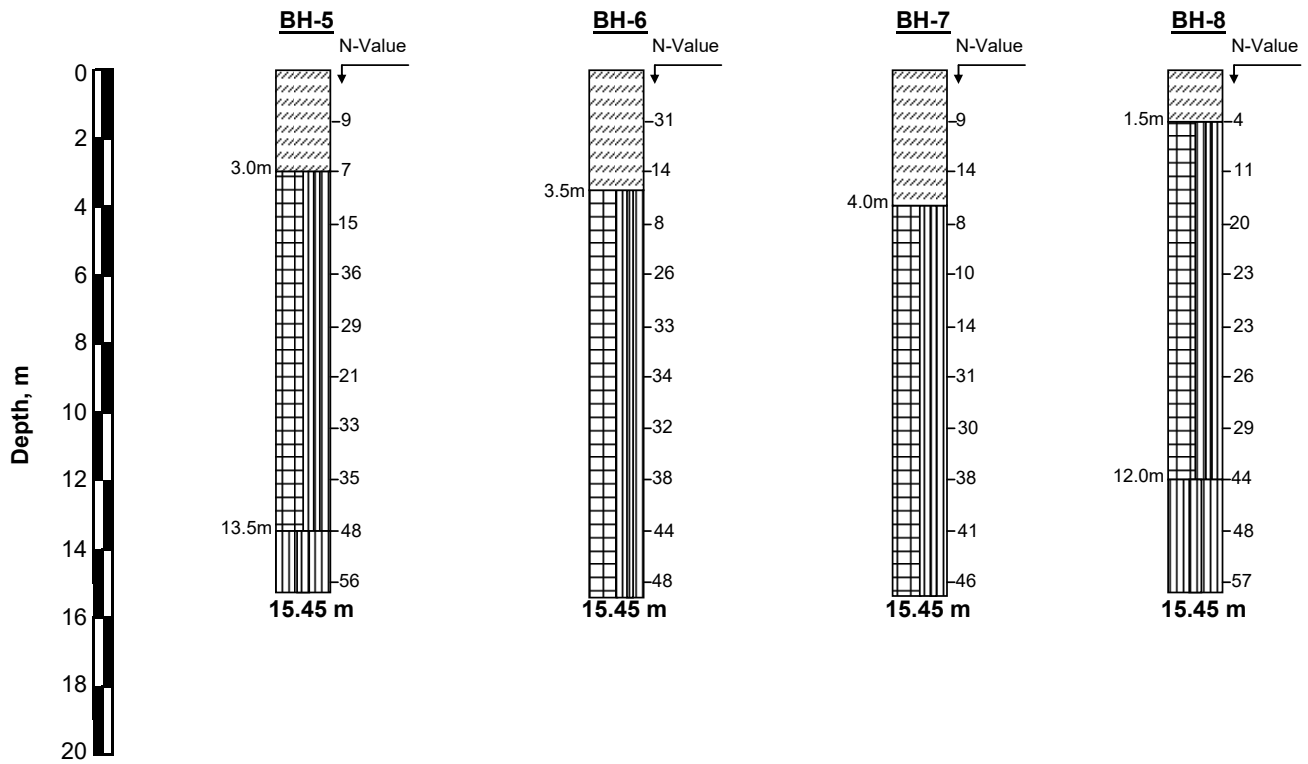 BH-5
N-Value
BH-6
N-Value
BH-7
N-Value
BH-8
N-Value
Depth, m
0
2
4
6
8
10
12
14
16
18
20
9
3.0m
7
15
36
29
21
33
35
13.5m
48
56
15.45 m
31
14
3.5m
8
26
33
34
32
38
44
48
15.45 m
9
14
4.0m
8
10
14
31
30
38
41
46
15.45 m
1.5m
4
11
20
23
23
26
29
12.0m
44
48
57
15.45 m